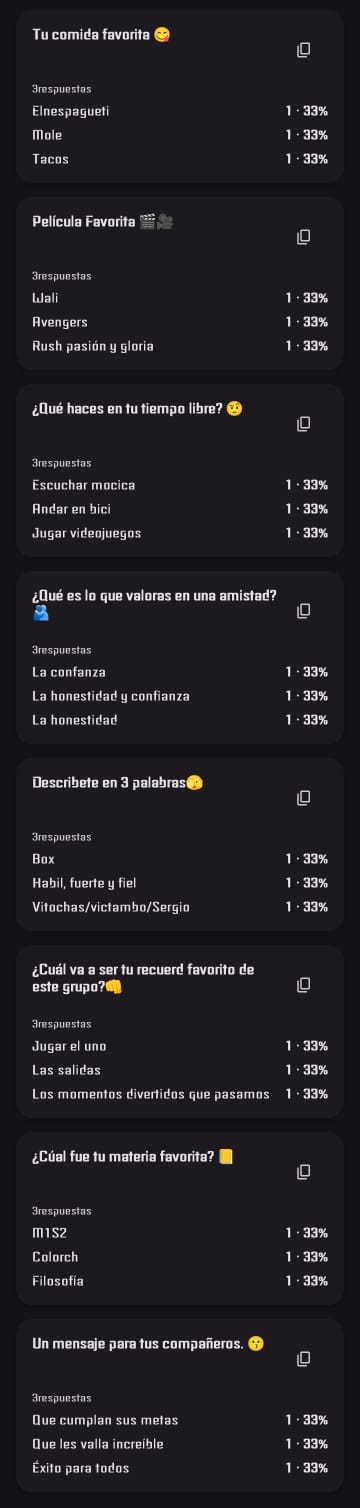 Tu comida favorita 😋
3respuestas
Elnespagueti 1 · 33%
Mole 1 · 33%
Tacos 1 · 33%
Película Favorita 🎬🎥
3respuestas
Wali 1 · 33%
Avengers 1 · 33%
Rush pasión y gloria 1 · 33%
¿Qué haces en tu tiempo libre? 🤨
3respuestas
Escuchar mocica 1 · 33%
Andar en bici 1 · 33%
Jugar videojuegos 1 · 33%
¿Qué es lo que valoras en una amistad?
🫂
3respuestas
La confanza 1 · 33%
La honestidad y confianza 1 · 33%
La honestidad 1 · 33%
Describete en 3 palabras🫣
3respuestas
Box 1 · 33%
Habil, fuerte y fiel 1 · 33%
Vitochas/victambo/Sergio 1 · 33%
¿Cuál va a ser tu recuerd favorito de
este grupo?👊
3respuestas
Jugar el uno 1 · 33%
Las salidas 1 · 33%
Los momentos divertidos que pasamos 1 · 33%
¿Cúal fue tu materia favorita? 📒
3respuestas
M1S2 1 · 33%
Colorch 1 · 33%
Filosofía 1 · 33%
Un mensaje para tus compañeros. 😗
3respuestas
Que cumplan sus metas 1 · 33%
Que les valla increíble 1 · 33%
Éxito para todos 1 · 33%